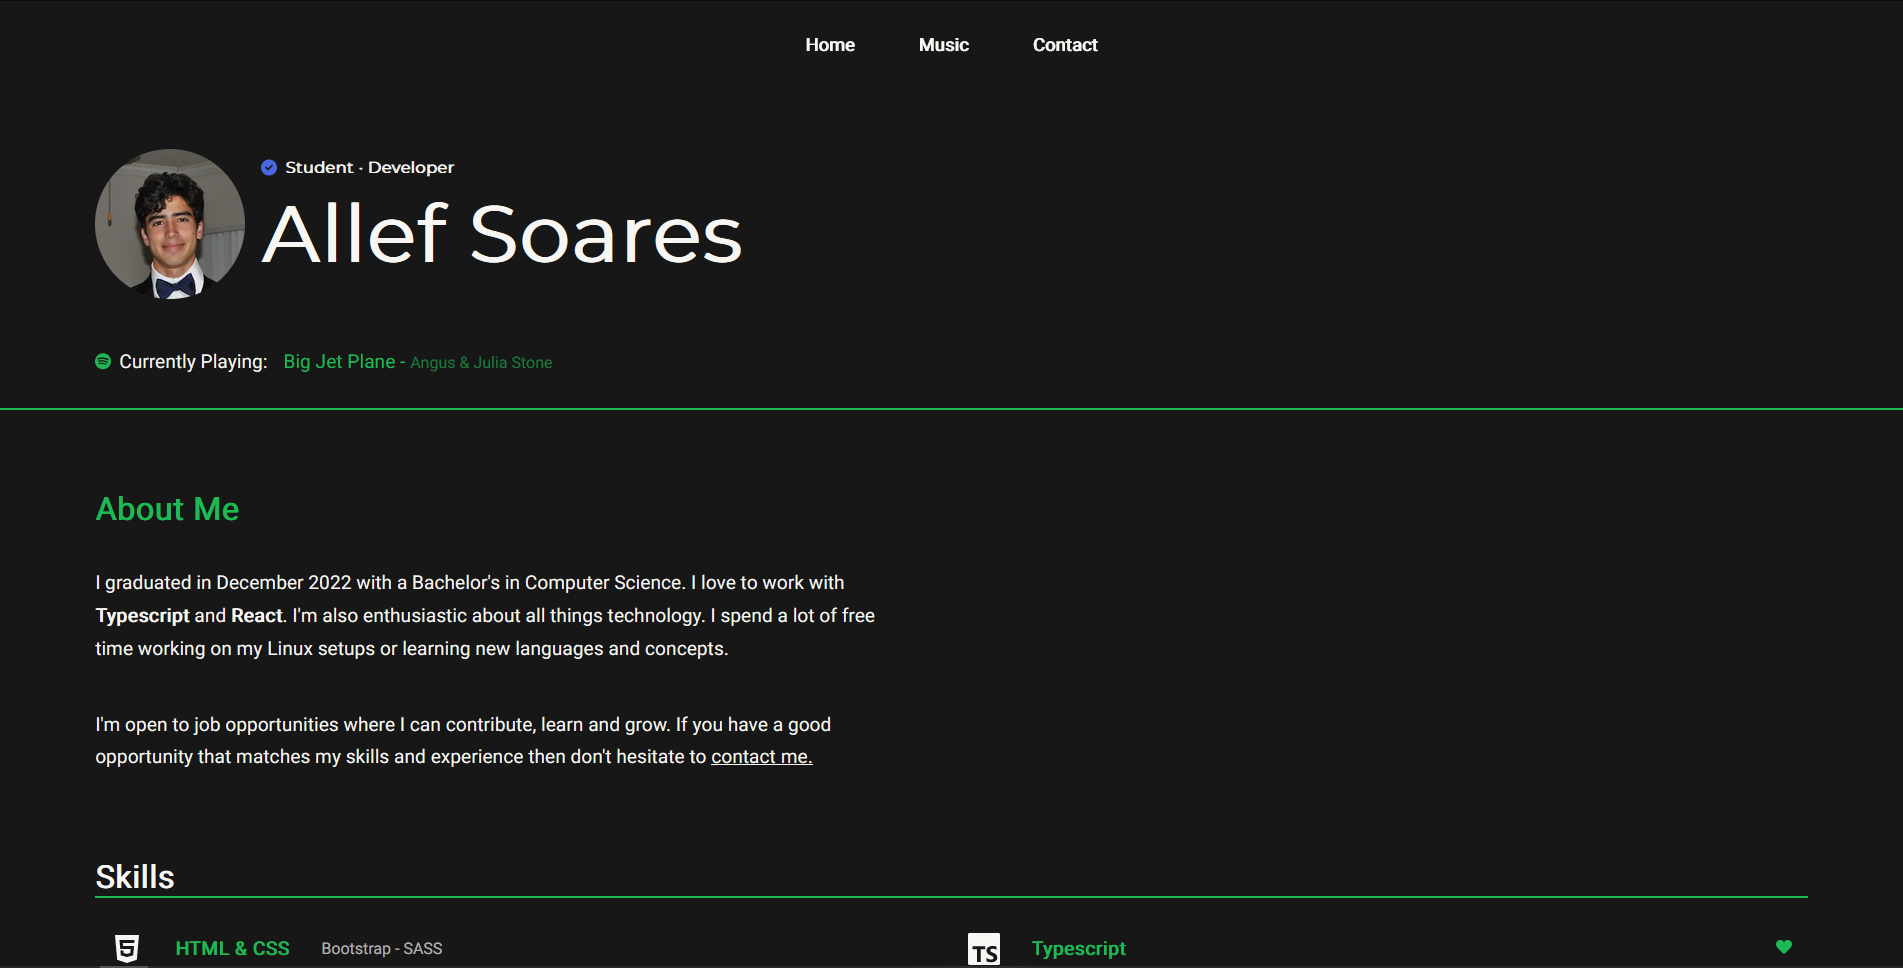 Home Music Contact
Student · Developer
Allef Soares
Currently Playing: Big Jet Plane - Angus & Julia Stone
About Me
I graduated in December 2022 with a Bachelor's in Computer Science. I love to work with
Typescript and React. I'm also enthusiastic about all things technology. I spend a lot of free
time working on my Linux setups or learning new languages and concepts.
I'm open to job opportunities where I can contribute, learn and grow. If you have a good
opportunity that matches my skills and experience then don't hesitate to contact me.
Skills
5 HTML & CSS Bootstrap - SASS
TS Typescript